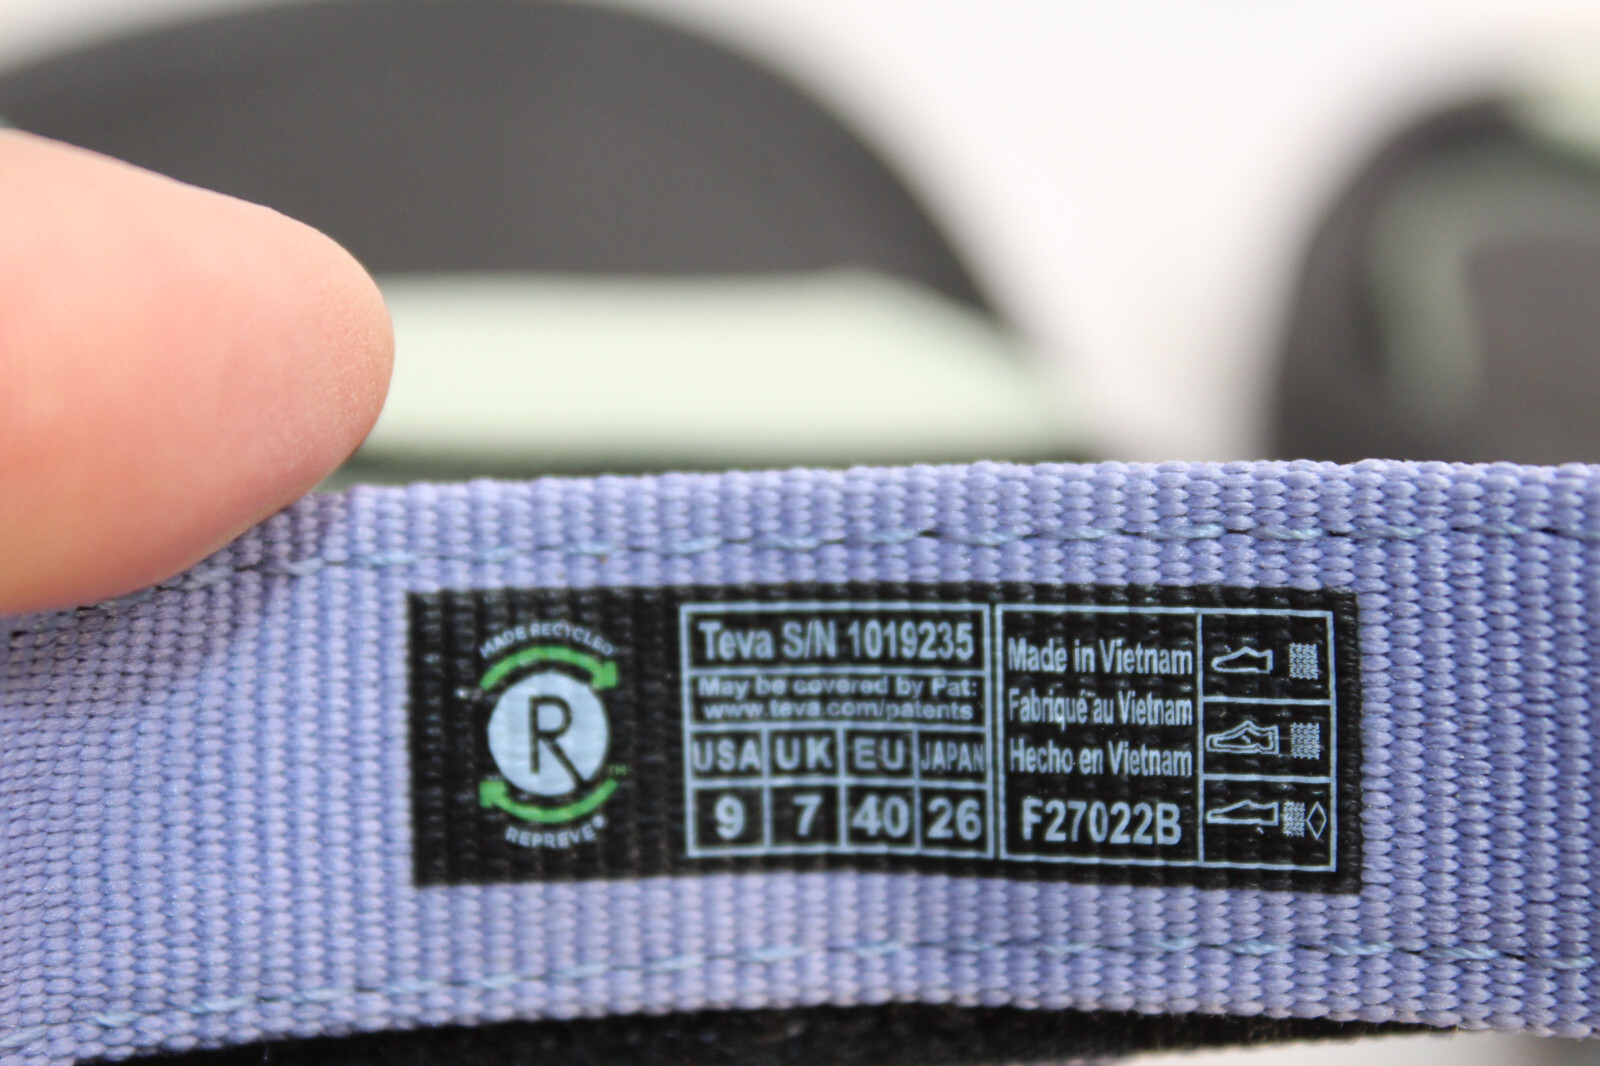 MADE RECYCLED
R
™
REPREVE®
Teva S/N 1019235
May be covered by Pat:
www.teva.com/patents
USA UK EU JAPAN
9 7 40 26
Made in Vietnam
Fabriqué au Vietnam
Hecho en Vietnam
F27022B